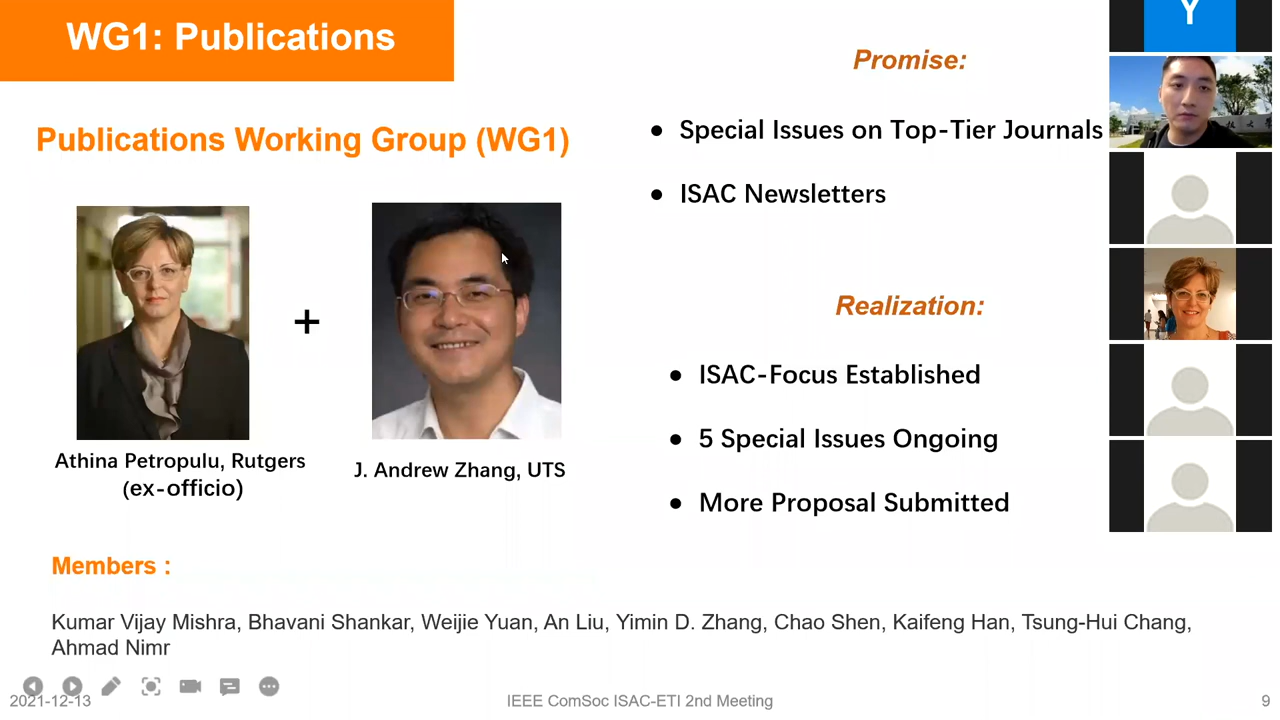 WG1: Publications
Publications Working Group (WG1)
+
Athina Petropulu, Rutgers
(ex-officio)
J. Andrew Zhang, UTS
Promise:
● Special Issues on Top-Tier Journals
● ISAC Newsletters
Realization:
● ISAC-Focus Established
● 5 Special Issues Ongoing
● More Proposal Submitted
Y
Members :
Kumar Vijay Mishra, Bhavani Shankar, Weijie Yuan, An Liu, Yimin D. Zhang, Chao Shen, Kaifeng Han, Tsung-Hui Chang,
Ahmad Nimr
2021-12-13
IEEE ComSoc ISAC-ETI 2nd Meeting
9